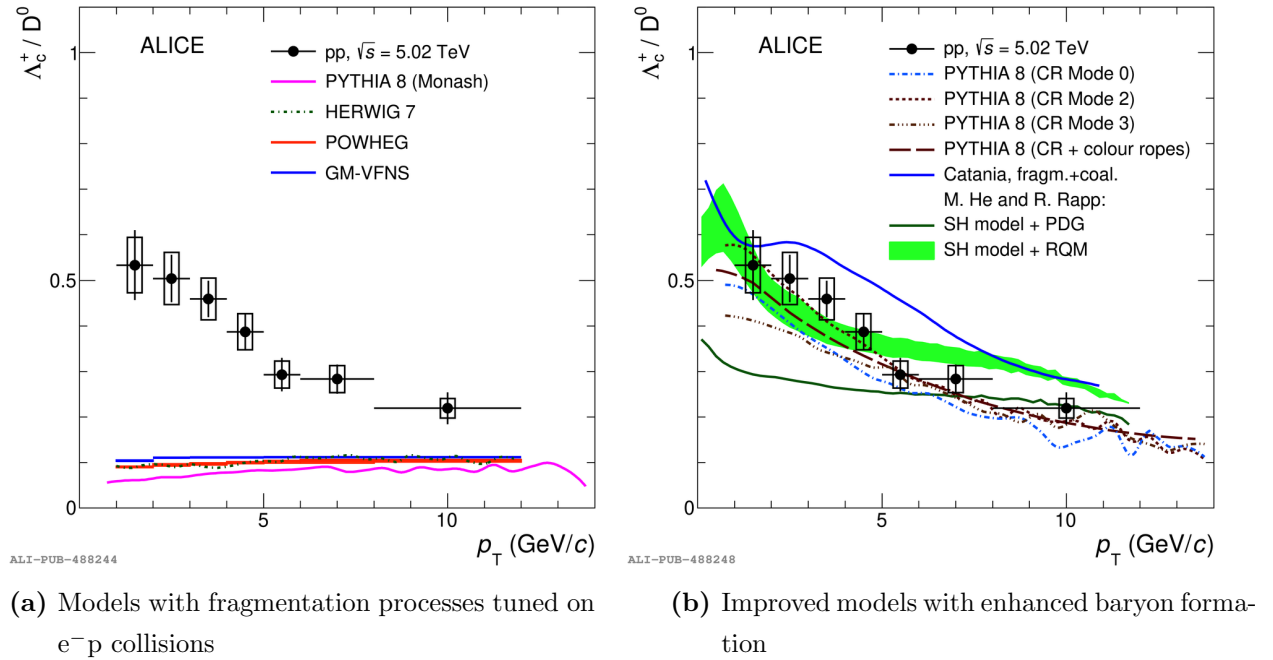 Λc+ / D0
1
0.5
0
ALICE
pp, √s = 5.02 TeV
PYTHIA 8 (Monash)
HERWIG 7
POWHEG
GM-VFNS
5
10
pT (GeV/c)
ALI-PUB-488244
(a) Models with fragmentation processes tuned on
e−p collisions
Λc+ / D0
1
0.5
0
ALICE
pp, √s = 5.02 TeV
PYTHIA 8 (CR Mode 0)
PYTHIA 8 (CR Mode 2)
PYTHIA 8 (CR Mode 3)
PYTHIA 8 (CR + colour ropes)
Catania, fragm.+coal.
M. He and R. Rapp:
SH model + PDG
SH model + RQM
5
10
pT (GeV/c)
ALI-PUB-488248
(b) Improved models with enhanced baryon forma-
tion